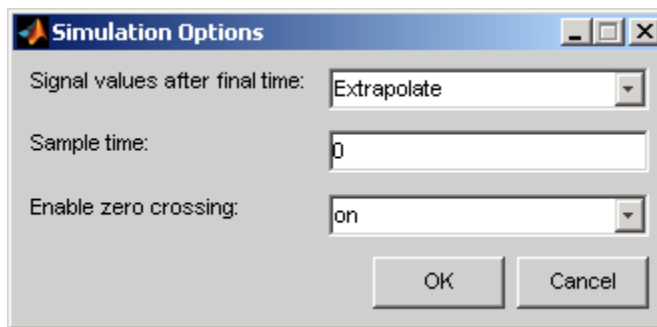 Simulation Options
Signal values after final time: Extrapolate
Sample time: 0
Enable zero crossing: on
OK Cancel